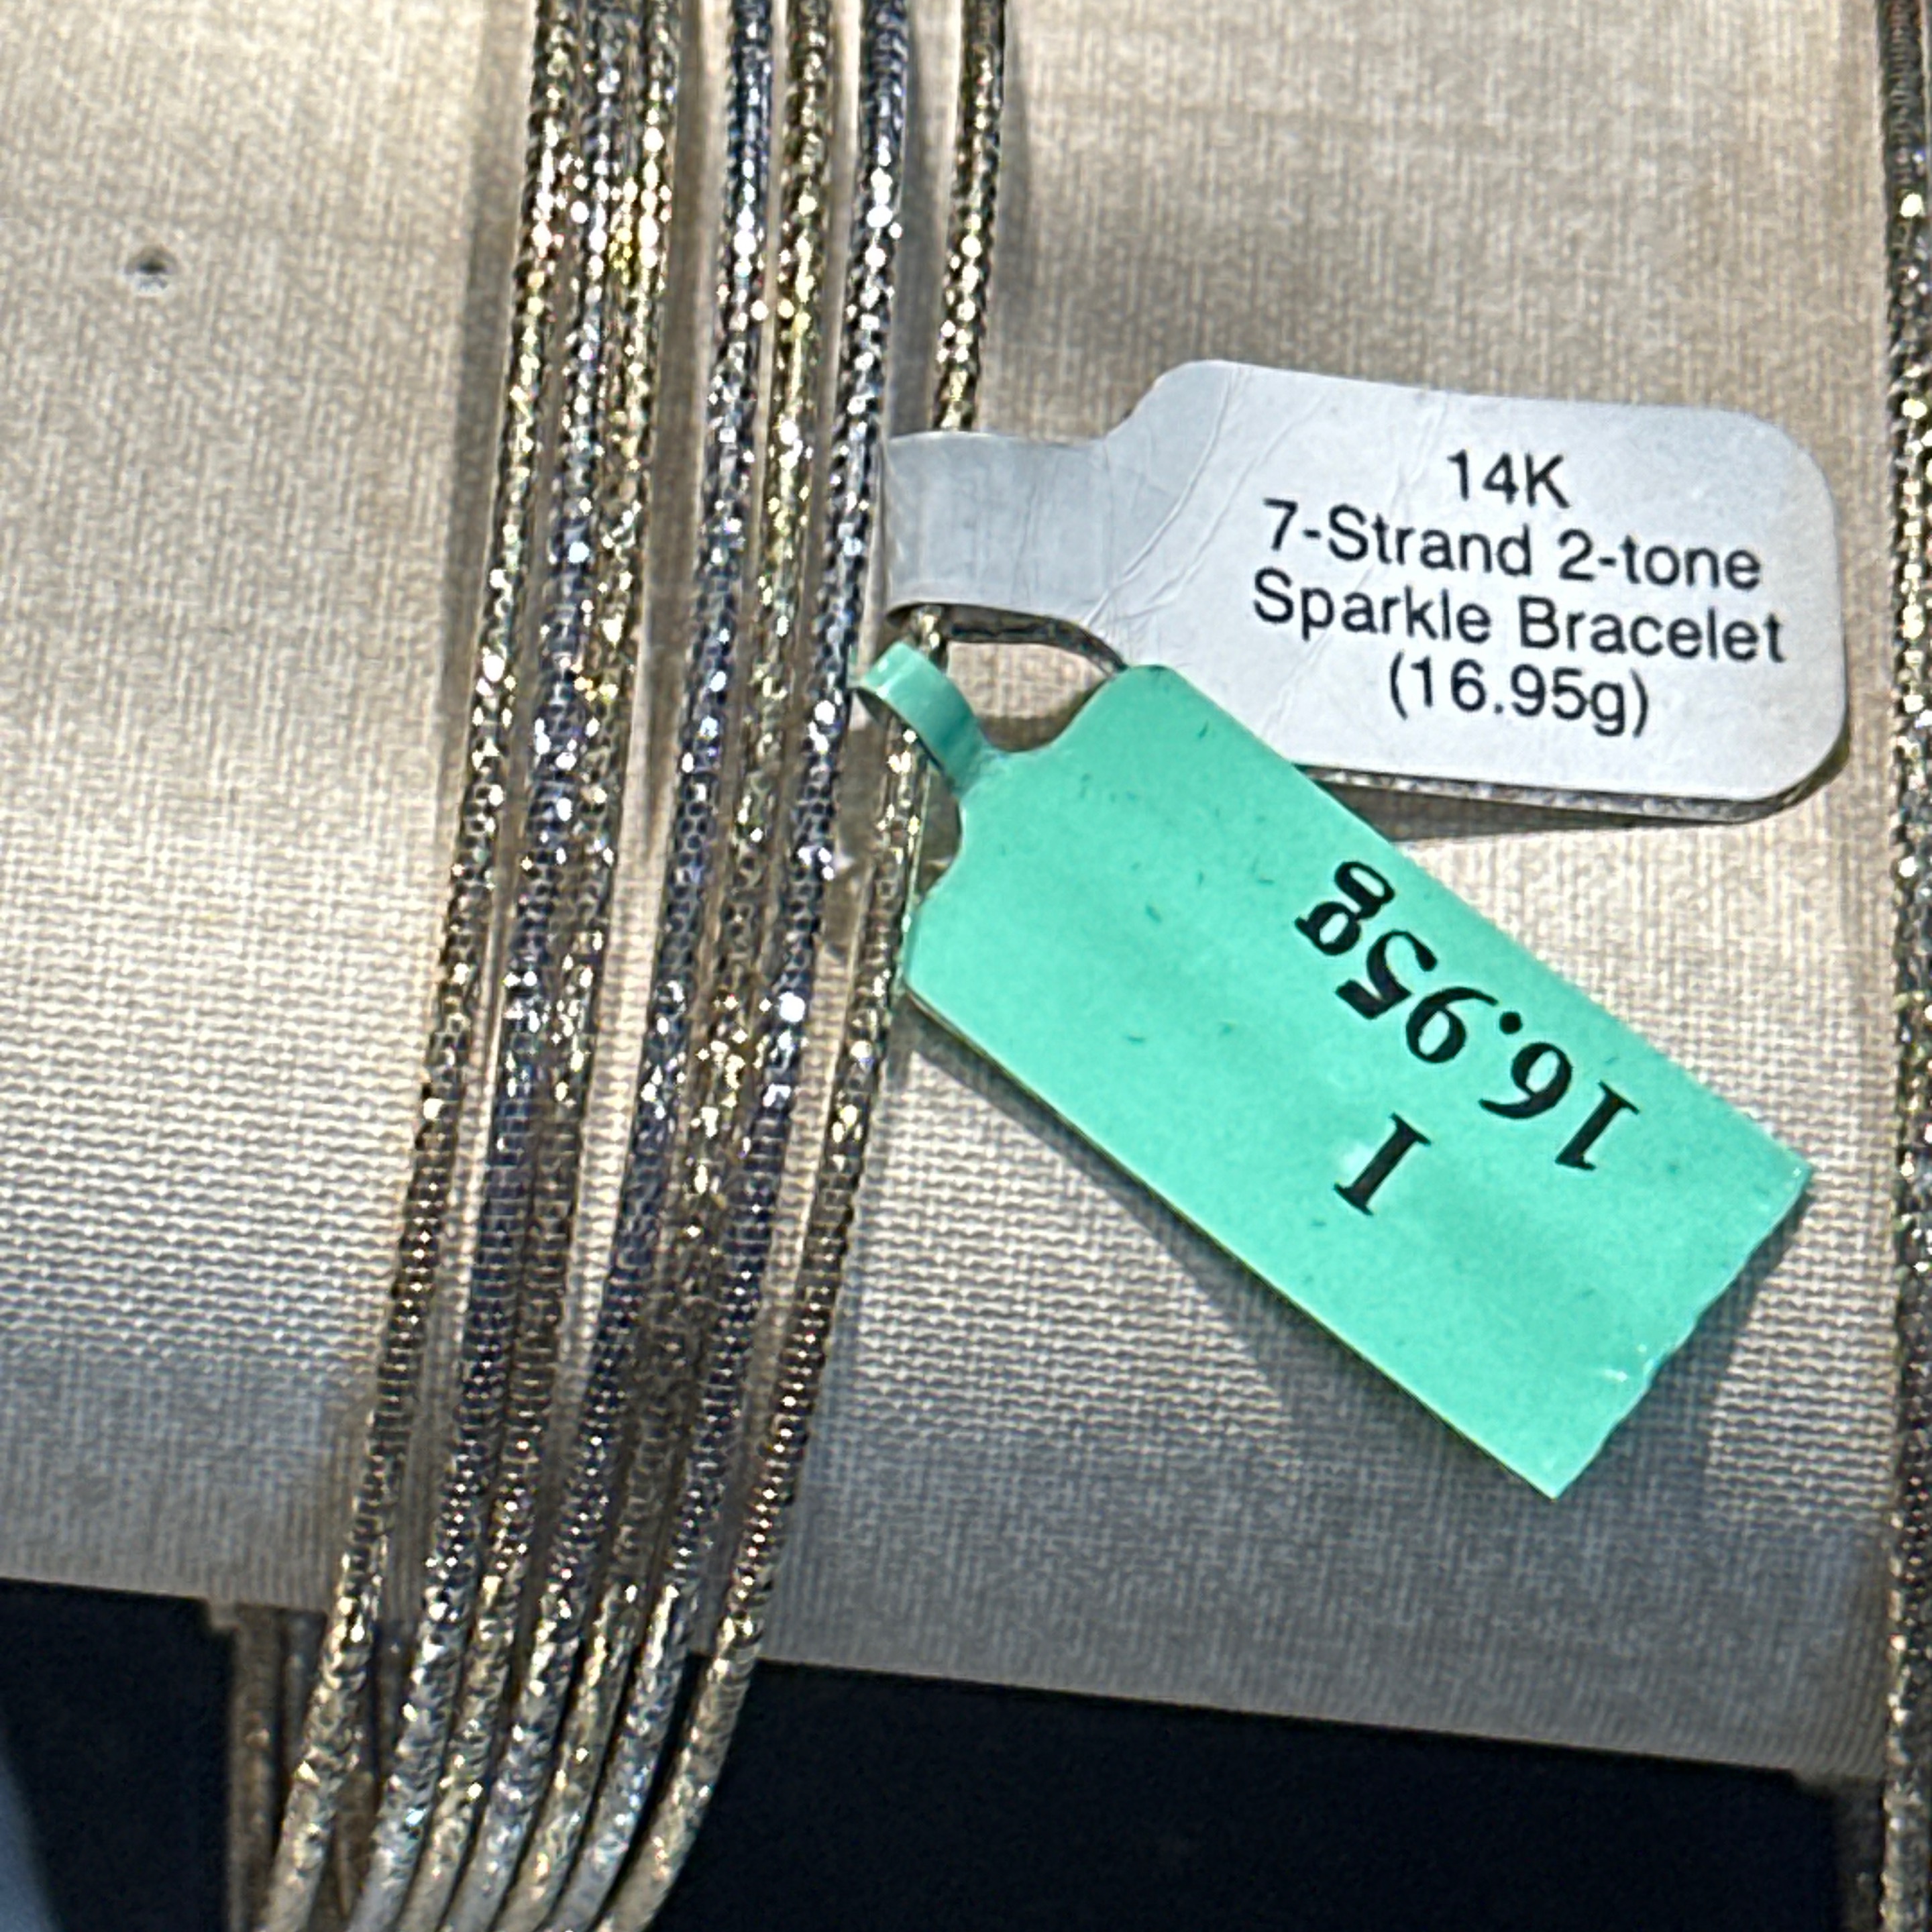 14K
7-Strand 2-tone
Sparkle Bracelet
(16.95g)
I
16.95g